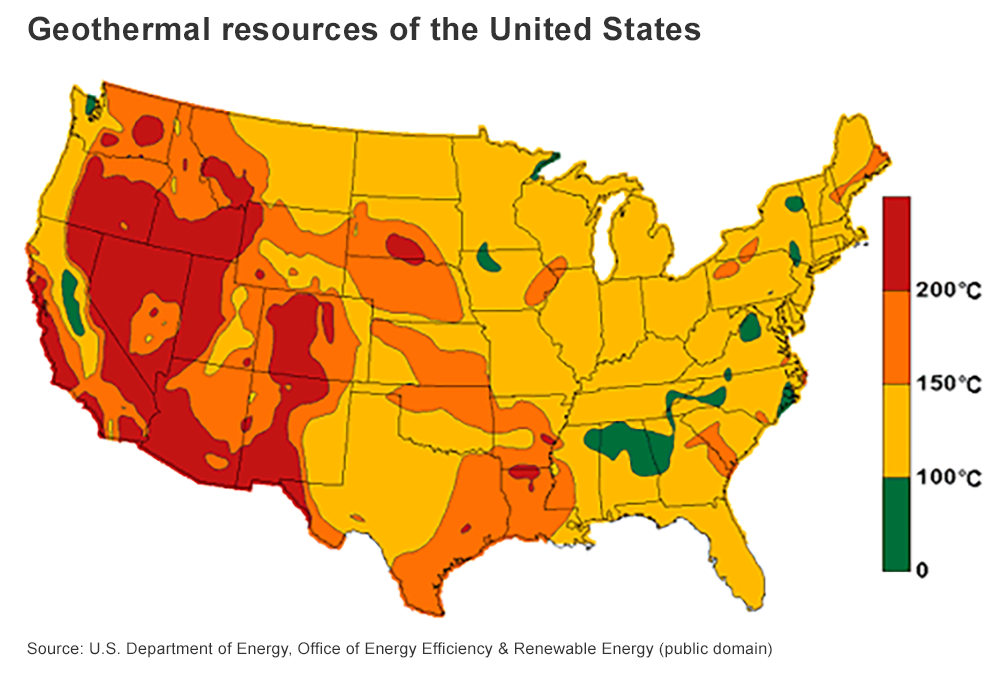 Geothermal resources of the United States
200°C
150°C
100°C
0
Source: U.S. Department of Energy, Office of Energy Efficiency & Renewable Energy (public domain)